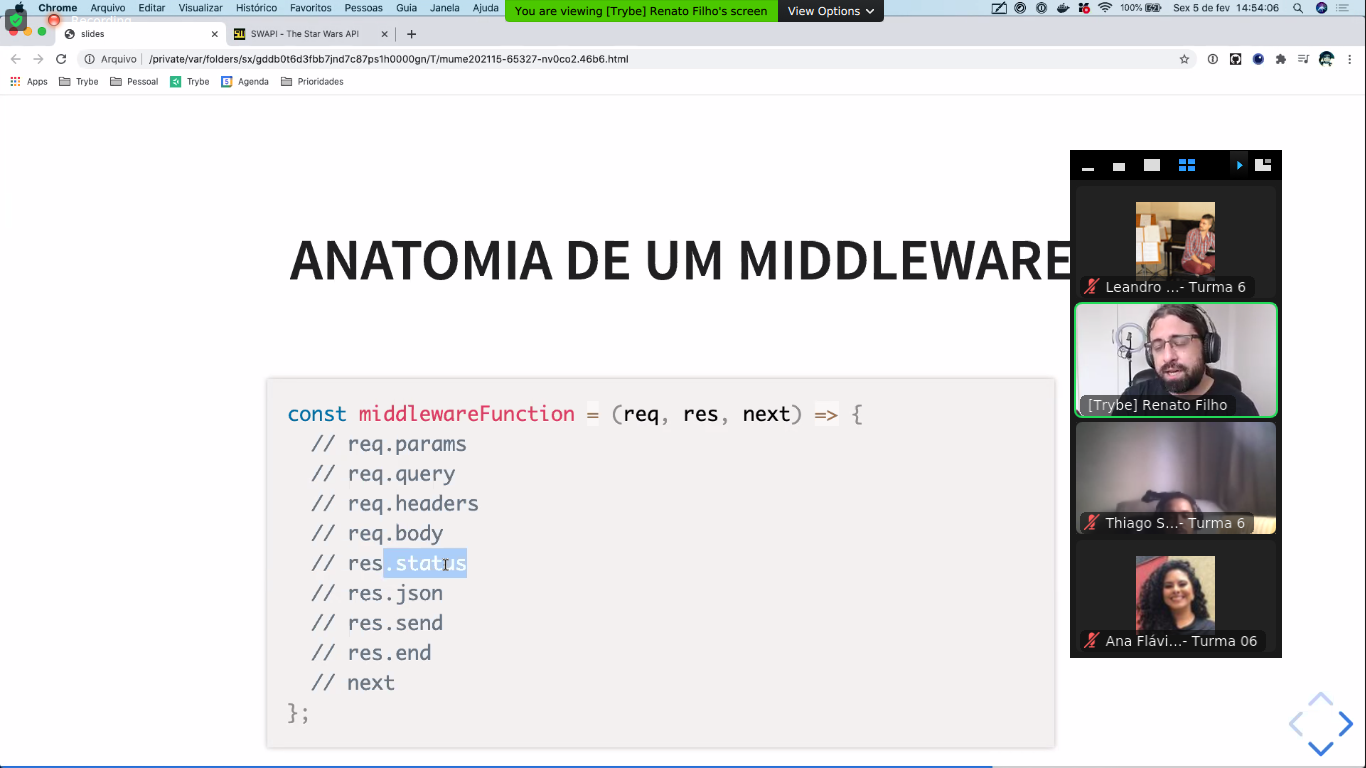 Chrome Arquivo Editar Visualizar Histórico Favoritos Pessoas Guia Janela Ajuda
You are viewing [Trybe] Renato Filho's screen
View Options
100%
Sex 5 de fev 14:54:06
Recording
slides
SWAPI - The Star Wars API
Arquivo
/private/var/folders/sx/gddb0t6d3fbb7jnd7c87ps1h0000gn/T/mume202115-65327-nv0co2.46b6.html
Apps Trybe Pessoal Trybe Agenda Prioridades
ANATOMIA DE UM MIDDLEWARE
const middlewareFunction = (req, res, next) => {
// req.params
// req.query
// req.headers
// req.body
// res.status
// res.json
// res.send
// res.end
// next
};
Leandro ...- Turma 6
[Trybe] Renato Filho
Thiago S...- Turma 6
Ana Flávi...- Turma 06